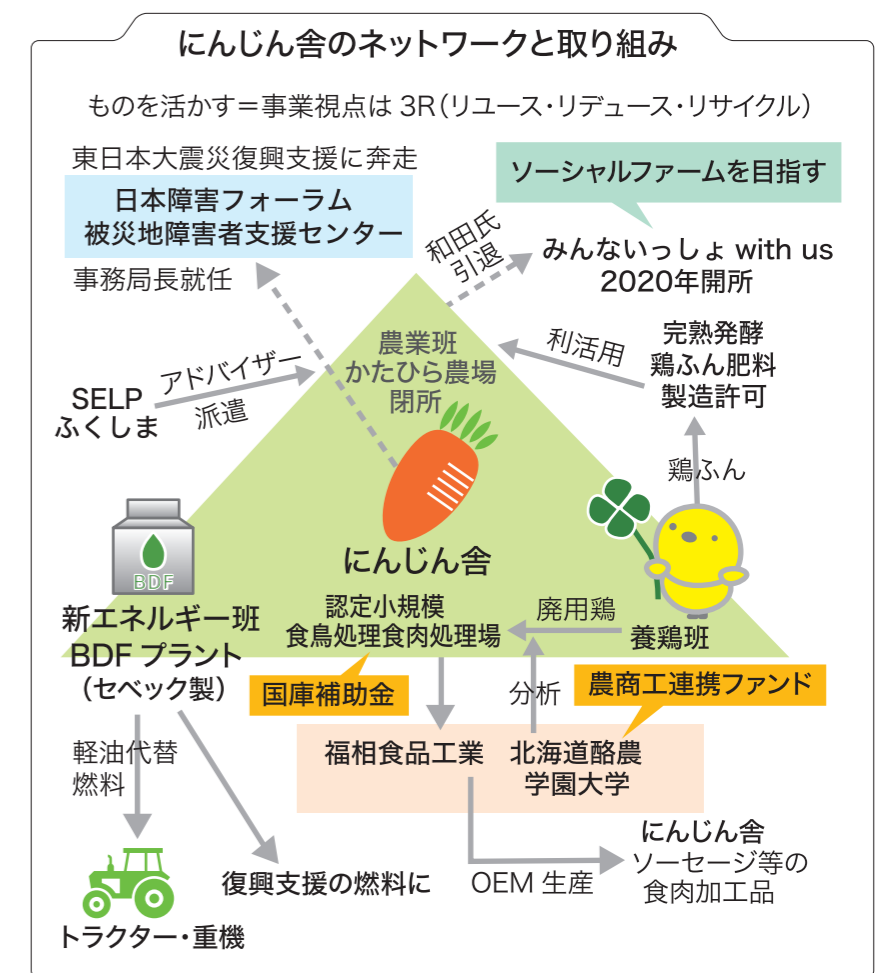 にんじん舎のネットワークと取り組み
ものを活かす=事業視点は 3R(リユース・リデュース・リサイクル)
東日本大震災復興支援に奔走
日本障害フォーラム
被災地障害者支援センター
事務局長就任
ソーシャルファームを目指す
和田氏
引退
みんないっしょ with us
2020年開所
農業班
かたひら農場
閉所
利活用
完熟発酵
鶏ふん肥料
製造許可
SELP
ふくしま
アドバイザー
派遣
鶏ふん
にんじん舎
BDF
新エネルギー班
BDF プラント
(セベック製)
認定小規模
食鳥処理食肉処理場
廃用鶏
養鶏班
国庫補助金
分析
農商工連携ファンド
軽油代替
燃料
福相食品工業
北海道酪農
学園大学
トラクター・重機
復興支援の燃料に
OEM 生産
にんじん舎
ソーセージ等の
食肉加工品